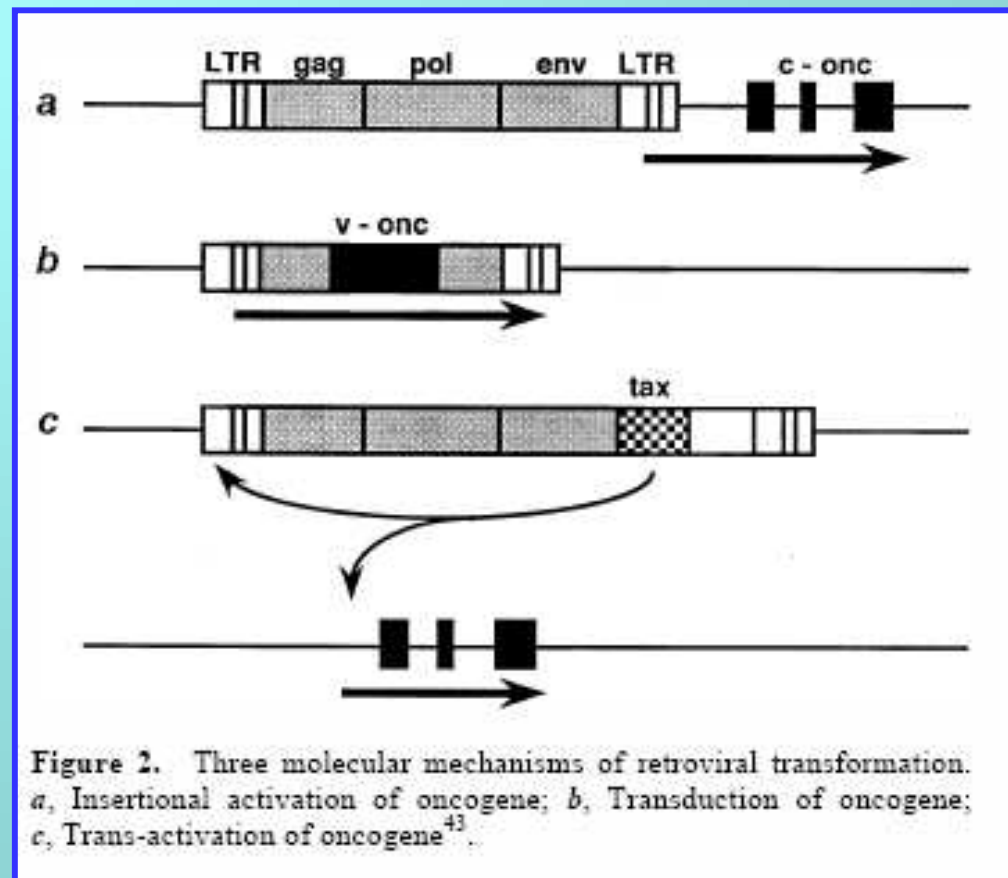 LTR gag pol env LTR c - onc
a
v - onc
b
tax
c
Figure 2. Three molecular mechanisms of retroviral transformation.
a, Insertional activation of oncogene; b, Transduction of oncogene;
c, Trans-activation of oncogene43.